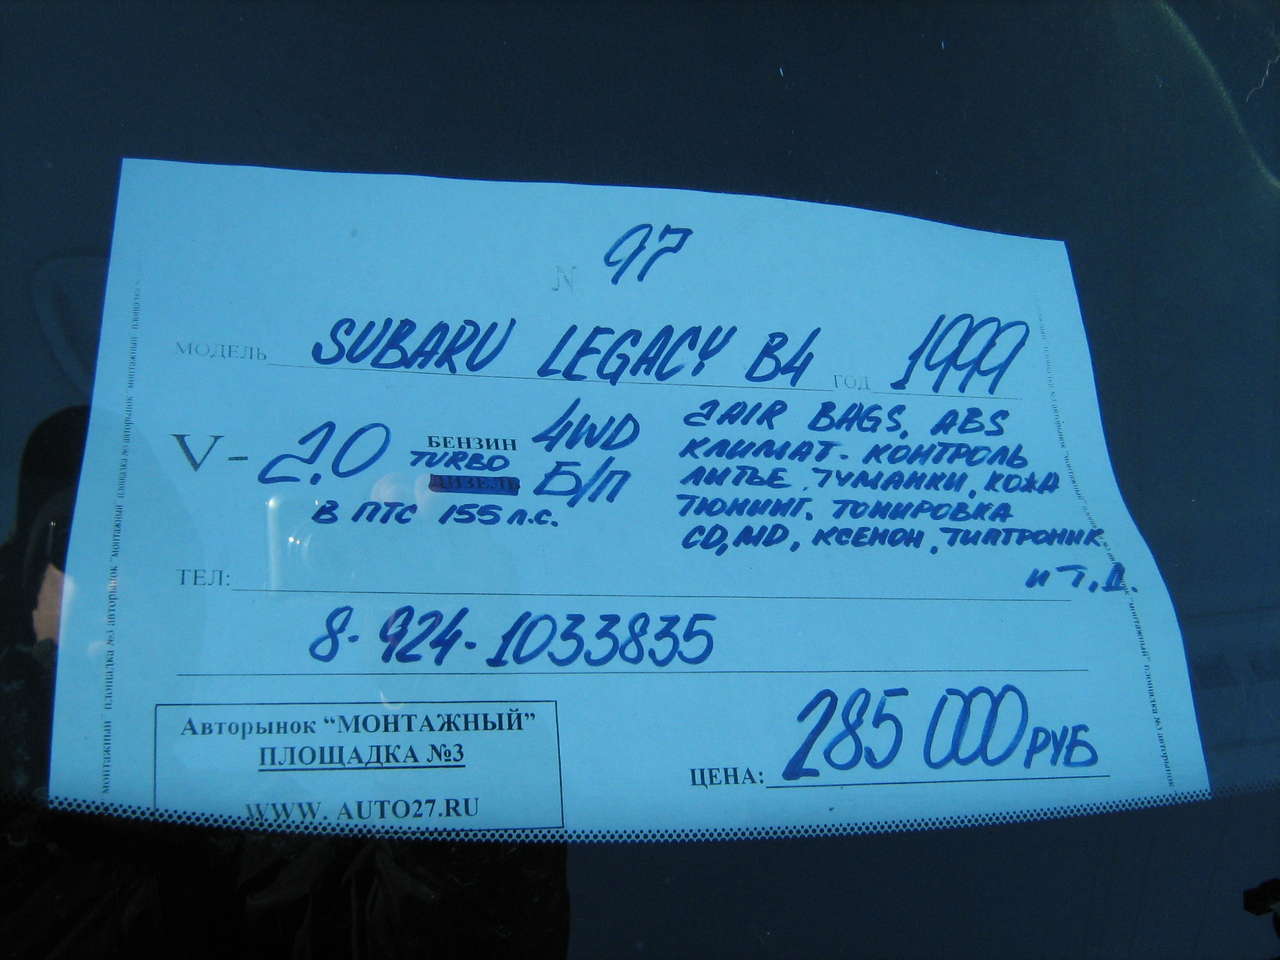 N 97
МОДЕЛЬ SUBARU LEGACY B4 ГОД 1999
V- 2.0 БЕНЗИН 4WD
TURBO ДИЗЕЛЬ Б/П
В ПТС 155 л.с.
2AIR BAGS, ABS
КЛИМАТ-КОНТРОЛЬ
ЛИТЬЕ, ТУМАНКИ, КОЖА
ТЮНИНГ, ТОНИРОВКА
CD, MD, КСЕНОН, ТИПТРОНИК
и Т.Д.
ТЕЛ:
8-924-1033835
Авторынок “МОНТАЖНЫЙ”
ПЛОЩАДКА №3
WWW. AUTO27.RU
ЦЕНА: 285 000 РУБ